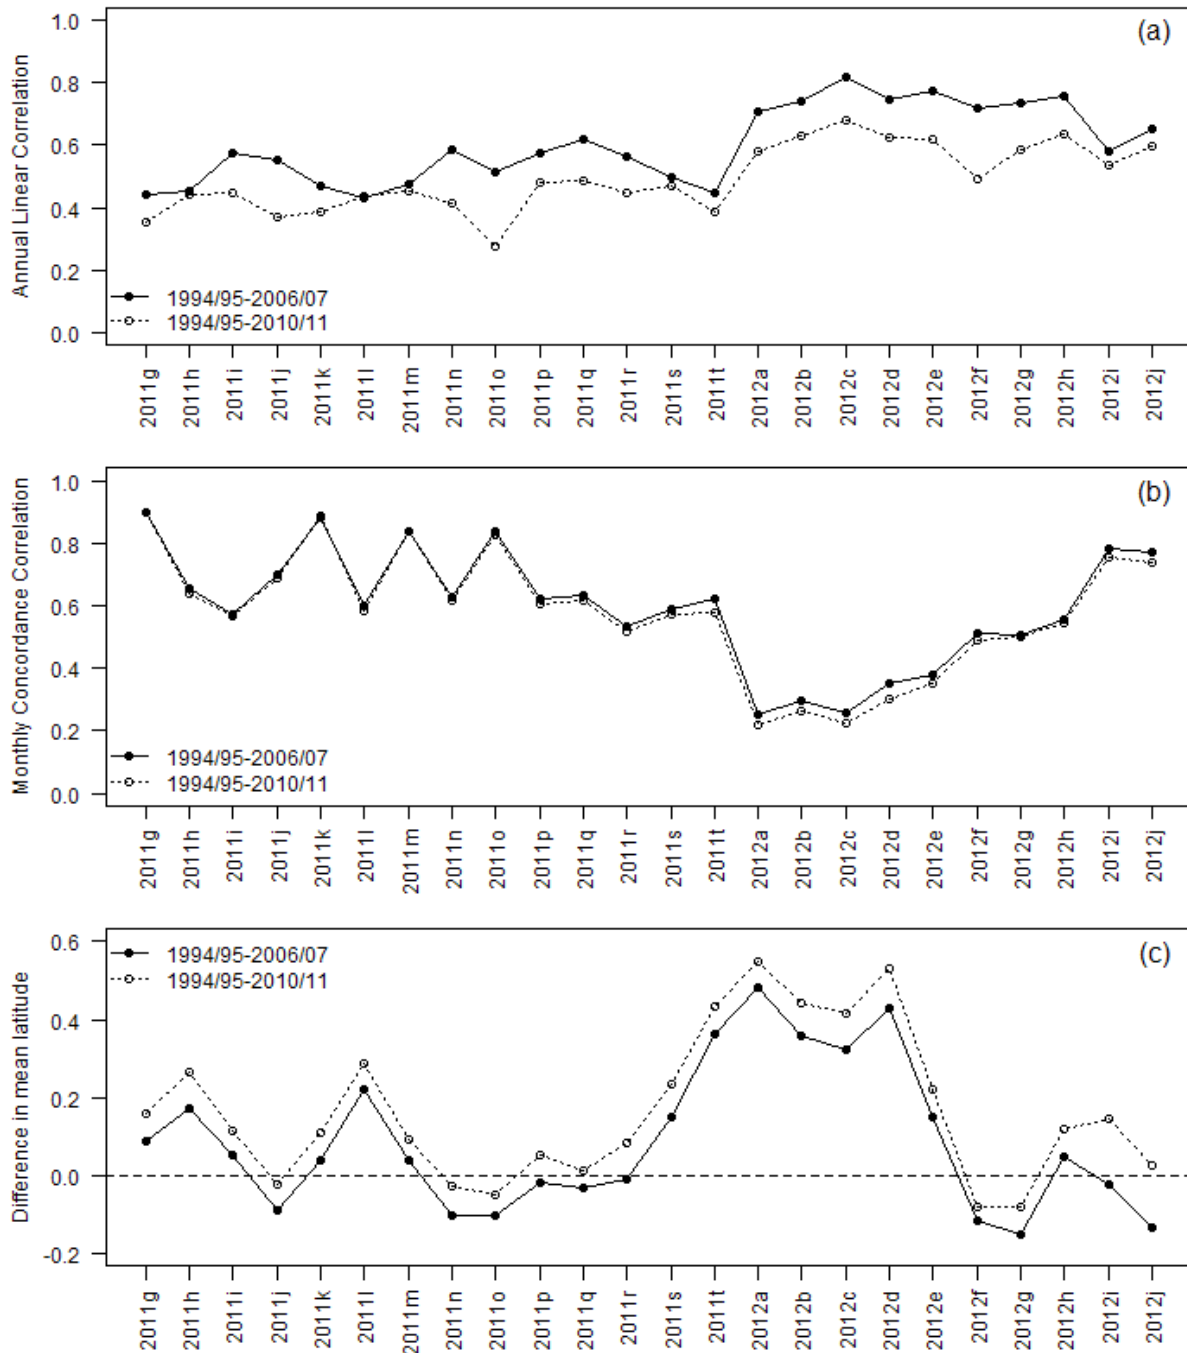 (a)
Annual Linear Correlation
1.0
0.8
0.6
0.4
0.2
0.0
1994/95-2006/07
1994/95-2010/11
2011g
2011h
2011i
2011j
2011k
2011l
2011m
2011n
2011o
2011p
2011q
2011r
2011s
2011t
2012a
2012b
2012c
2012d
2012e
2012f
2012g
2012h
2012i
2012j
(b)
Monthly Concordance Correlation
1.0
0.8
0.6
0.4
0.2
0.0
1994/95-2006/07
1994/95-2010/11
2011g
2011h
2011i
2011j
2011k
2011l
2011m
2011n
2011o
2011p
2011q
2011r
2011s
2011t
2012a
2012b
2012c
2012d
2012e
2012f
2012g
2012h
2012i
2012j
(c)
Difference in mean latitude
0.6
0.4
0.2
0.0
-0.2
1994/95-2006/07
1994/95-2010/11
2011g
2011h
2011i
2011j
2011k
2011l
2011m
2011n
2011o
2011p
2011q
2011r
2011s
2011t
2012a
2012b
2012c
2012d
2012e
2012f
2012g
2012h
2012i
2012j